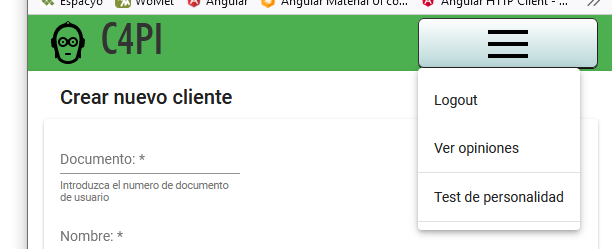 Espacyo WoMet Angular Angular Material UI co... Angular HTTP Client - ...
C4PI
Crear nuevo cliente
Logout
Documento: *
Ver opiniones
Introduzca el numero de documento
de usuario
Test de personalidad
Nombre: *